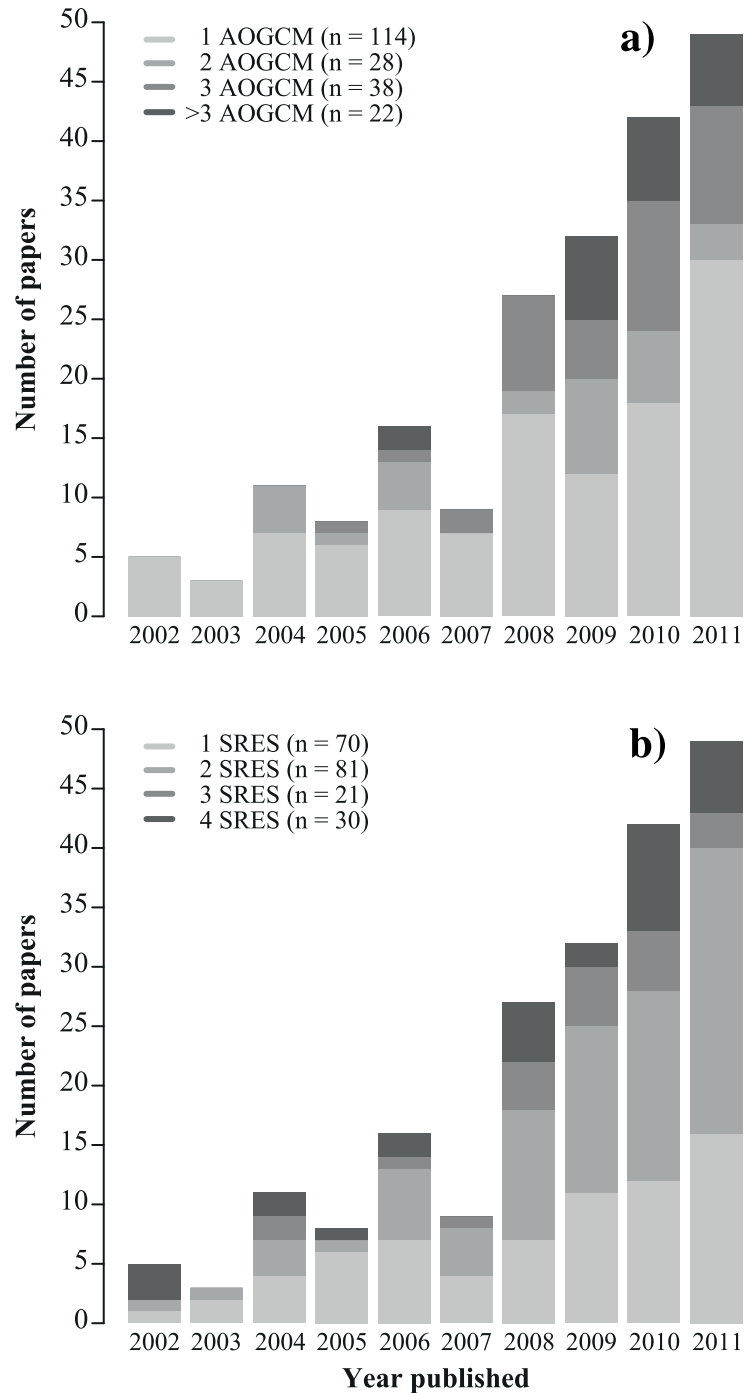 a)
1 AOGCM (n = 114)
2 AOGCM (n = 28)
3 AOGCM (n = 38)
>3 AOGCM (n = 22)
Number of papers
50
45
40
35
30
25
20
15
10
5
0
2002 2003 2004 2005 2006 2007 2008 2009 2010 2011
b)
1 SRES (n = 70)
2 SRES (n = 81)
3 SRES (n = 21)
4 SRES (n = 30)
Number of papers
50
45
40
35
30
25
20
15
10
5
0
2002 2003 2004 2005 2006 2007 2008 2009 2010 2011
Year published